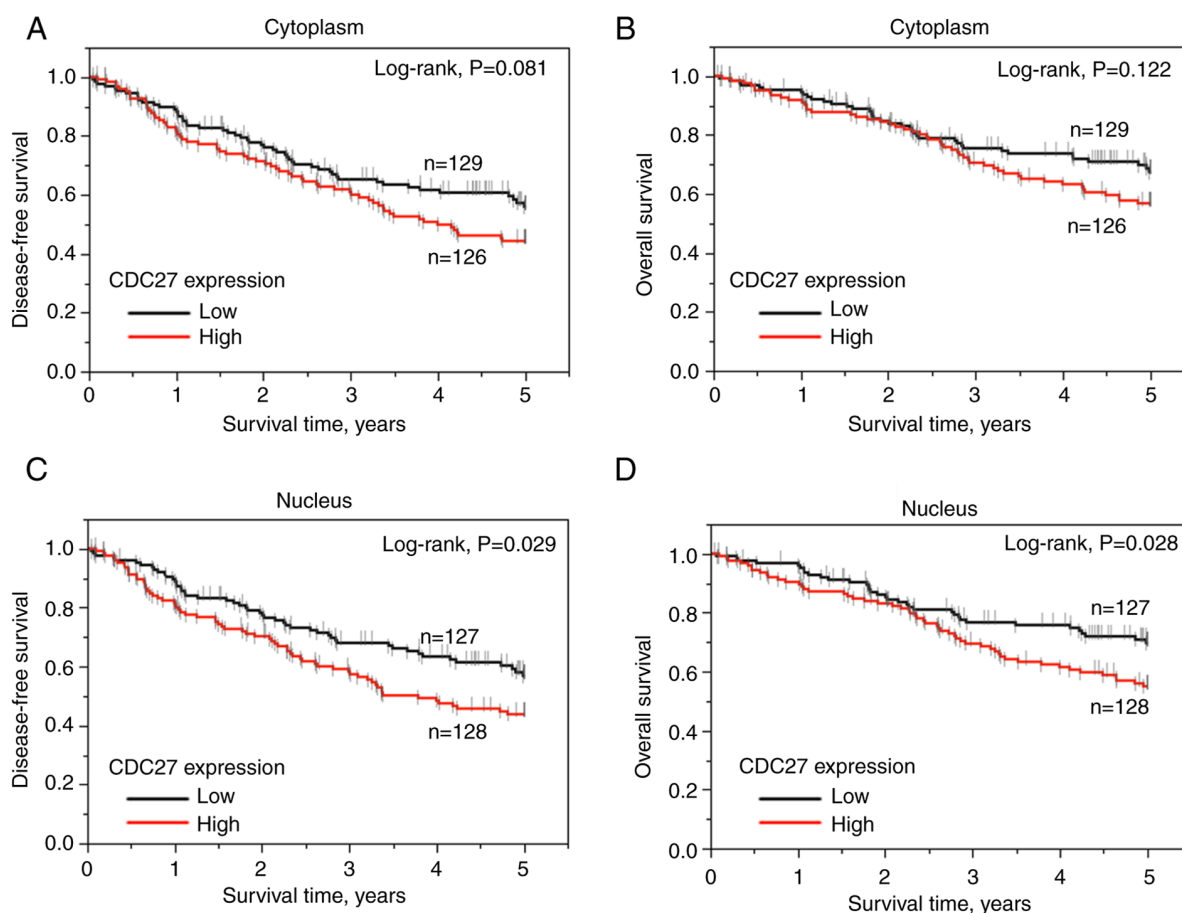 A
Cytoplasm
Log-rank, P=0.081
1.0
0.8
0.6
0.4
0.2
0.0
Disease-free survival
n=129
n=126
CDC27 expression
Low
High
0 1 2 3 4 5
Survival time, years
B
Cytoplasm
Log-rank, P=0.122
1.0
0.8
0.6
0.4
0.2
0.0
Overall survival
n=129
n=126
CDC27 expression
Low
High
0 1 2 3 4 5
Survival time, years
C
Nucleus
Log-rank, P=0.029
1.0
0.8
0.6
0.4
0.2
0.0
Disease-free survival
n=127
n=128
CDC27 expression
Low
High
0 1 2 3 4 5
Survival time, years
D
Nucleus
Log-rank, P=0.028
1.0
0.8
0.6
0.4
0.2
0.0
Overall survival
n=127
n=128
CDC27 expression
Low
High
0 1 2 3 4 5
Survival time, years